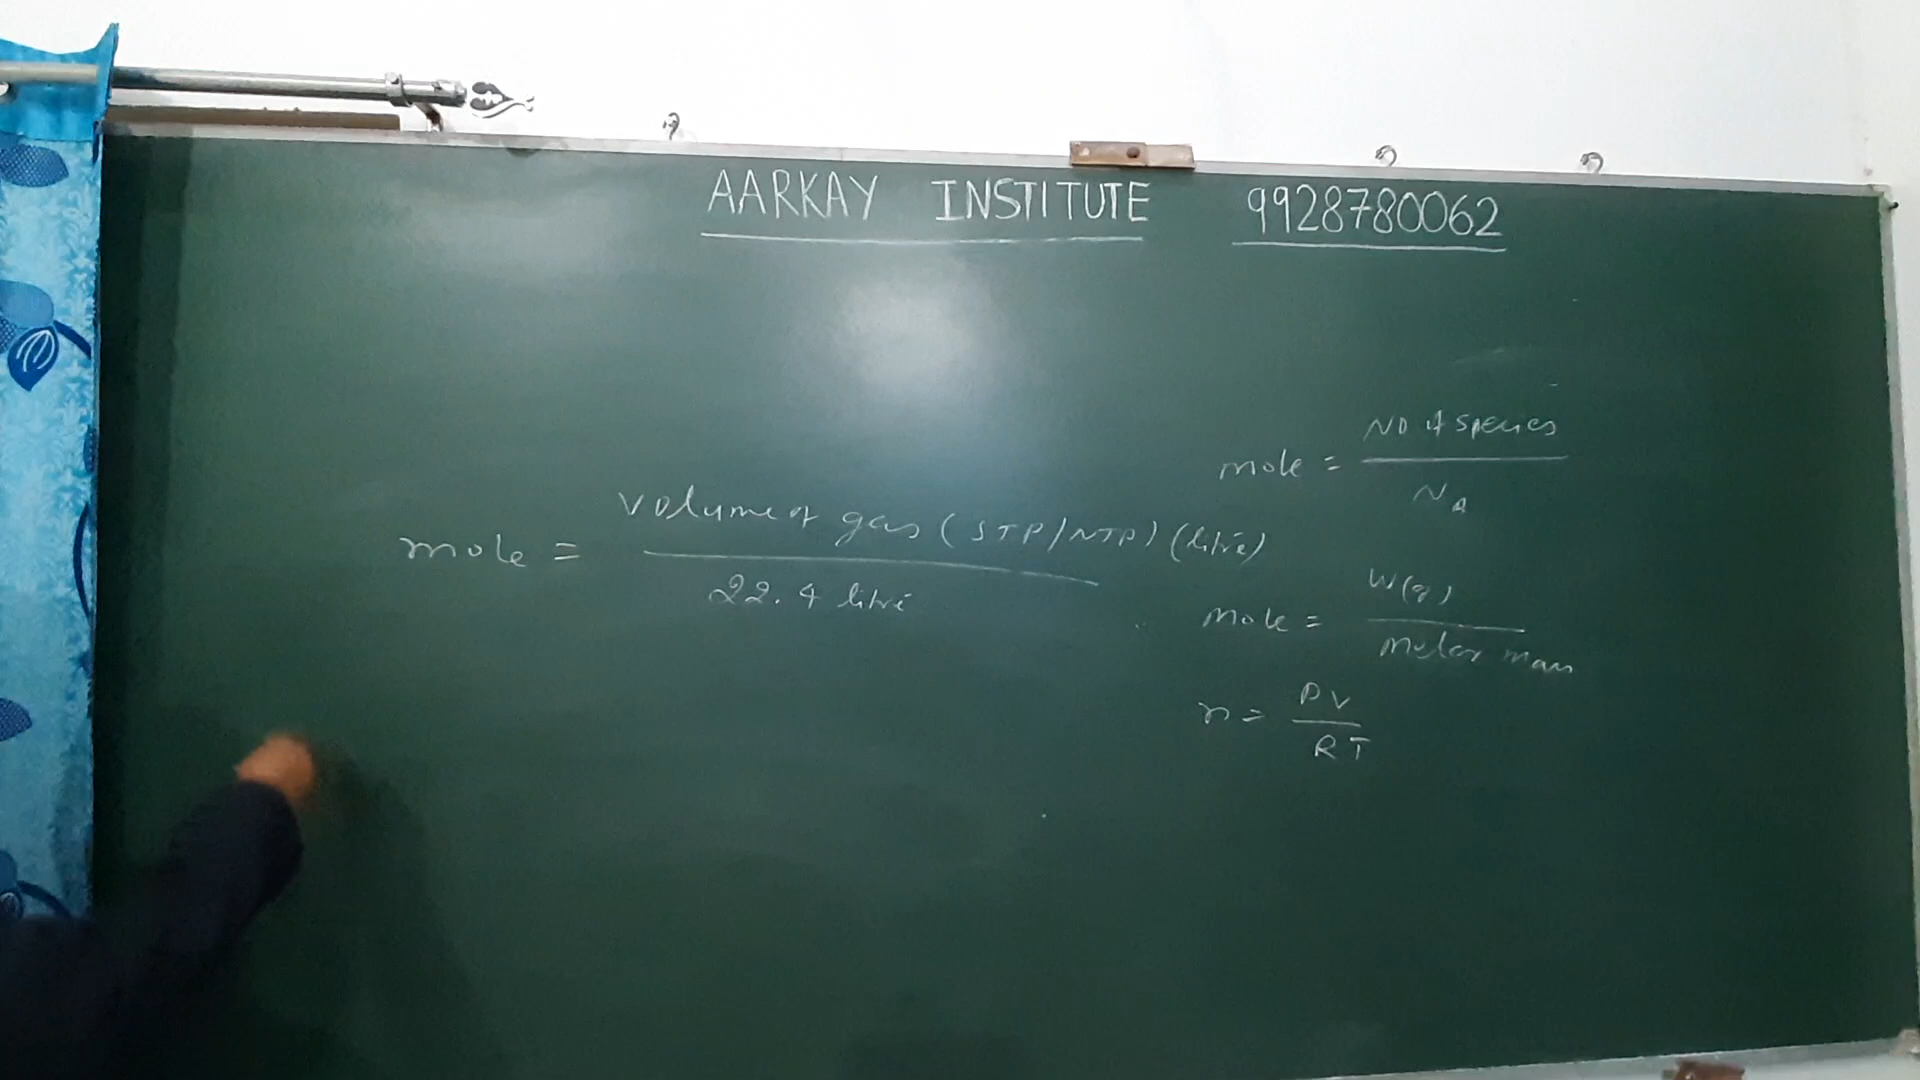 AARKAY INSTITUTE 9928780062
mole = volume of gas (STP/NTP) (litre)
22.4 litre
mole = No of species
NA
mole = W(g)
molar mass
n = PV
RT